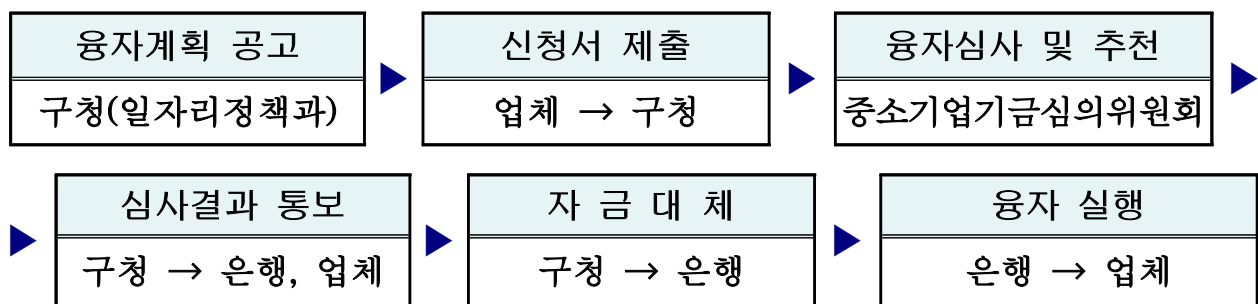 융자계획 공고
구청(일자리정책과)
신청서 제출
업체 → 구청
융자심사 및 추천
중소기업기금심의위원회
심사결과 통보
구청 → 은행, 업체
자 금 대 체
구청 → 은행
융자 실행
은행 → 업체